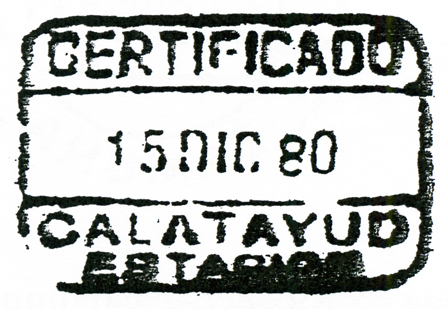 CERTIFICADO
15 DIC 80
CALATAYUD
ESTACION